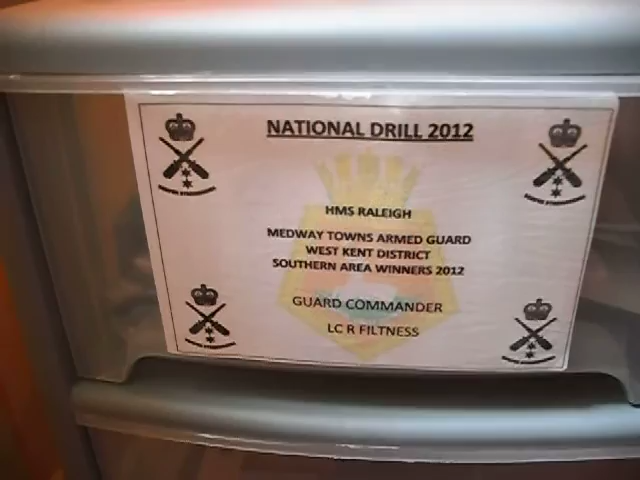 NATIONAL DRILL 2012
HMS RALEIGH
MEDWAY TOWNS ARMED GUARD
WEST KENT DISTRICT
SOUTHERN AREA WINNERS 2012
GUARD COMMANDER
LC R FILTNESS